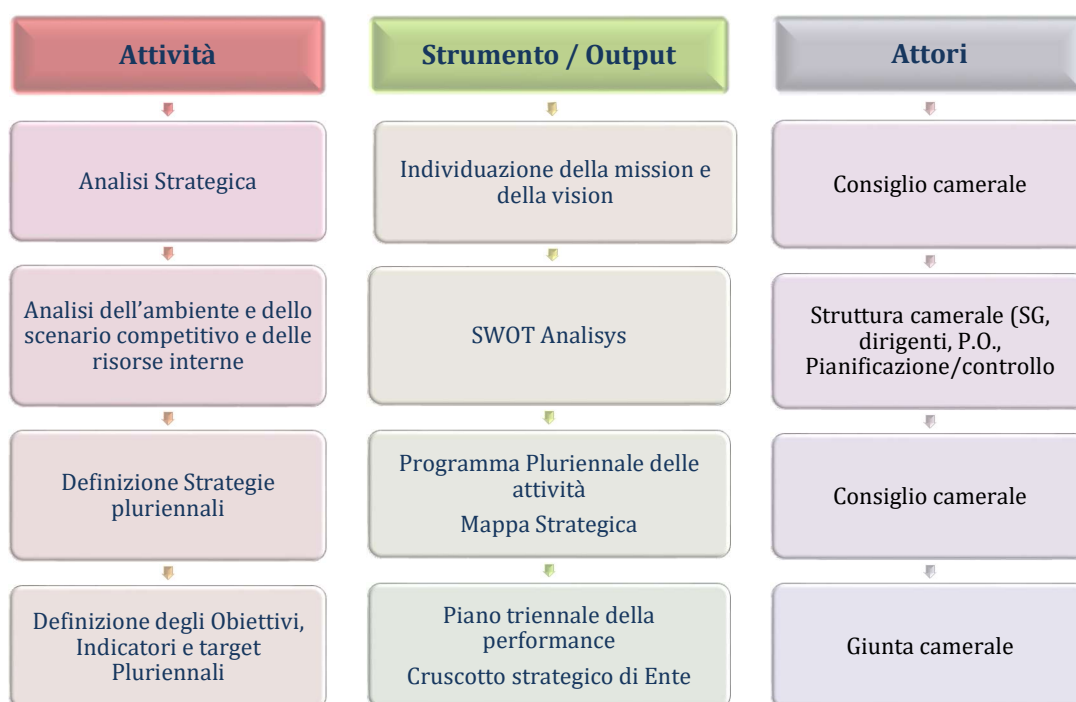 Attività
Strumento / Output
Attori
Analisi Strategica
Individuazione della mission e
della vision
Consiglio camerale
Analisi dell'ambiente e dello
scenario competitivo e delle
risorse interne
SWOT Analisys
Struttura camerale (SG,
dirigenti, P.O.,
Pianificazione/controllo
Definizione Strategie
pluriennali
Programma Pluriennale delle
attività
Mappa Strategica
Consiglio camerale
Definizione degli Obiettivi,
Indicatori e target
Pluriennali
Piano triennale della
performance
Cruscotto strategico di Ente
Giunta camerale